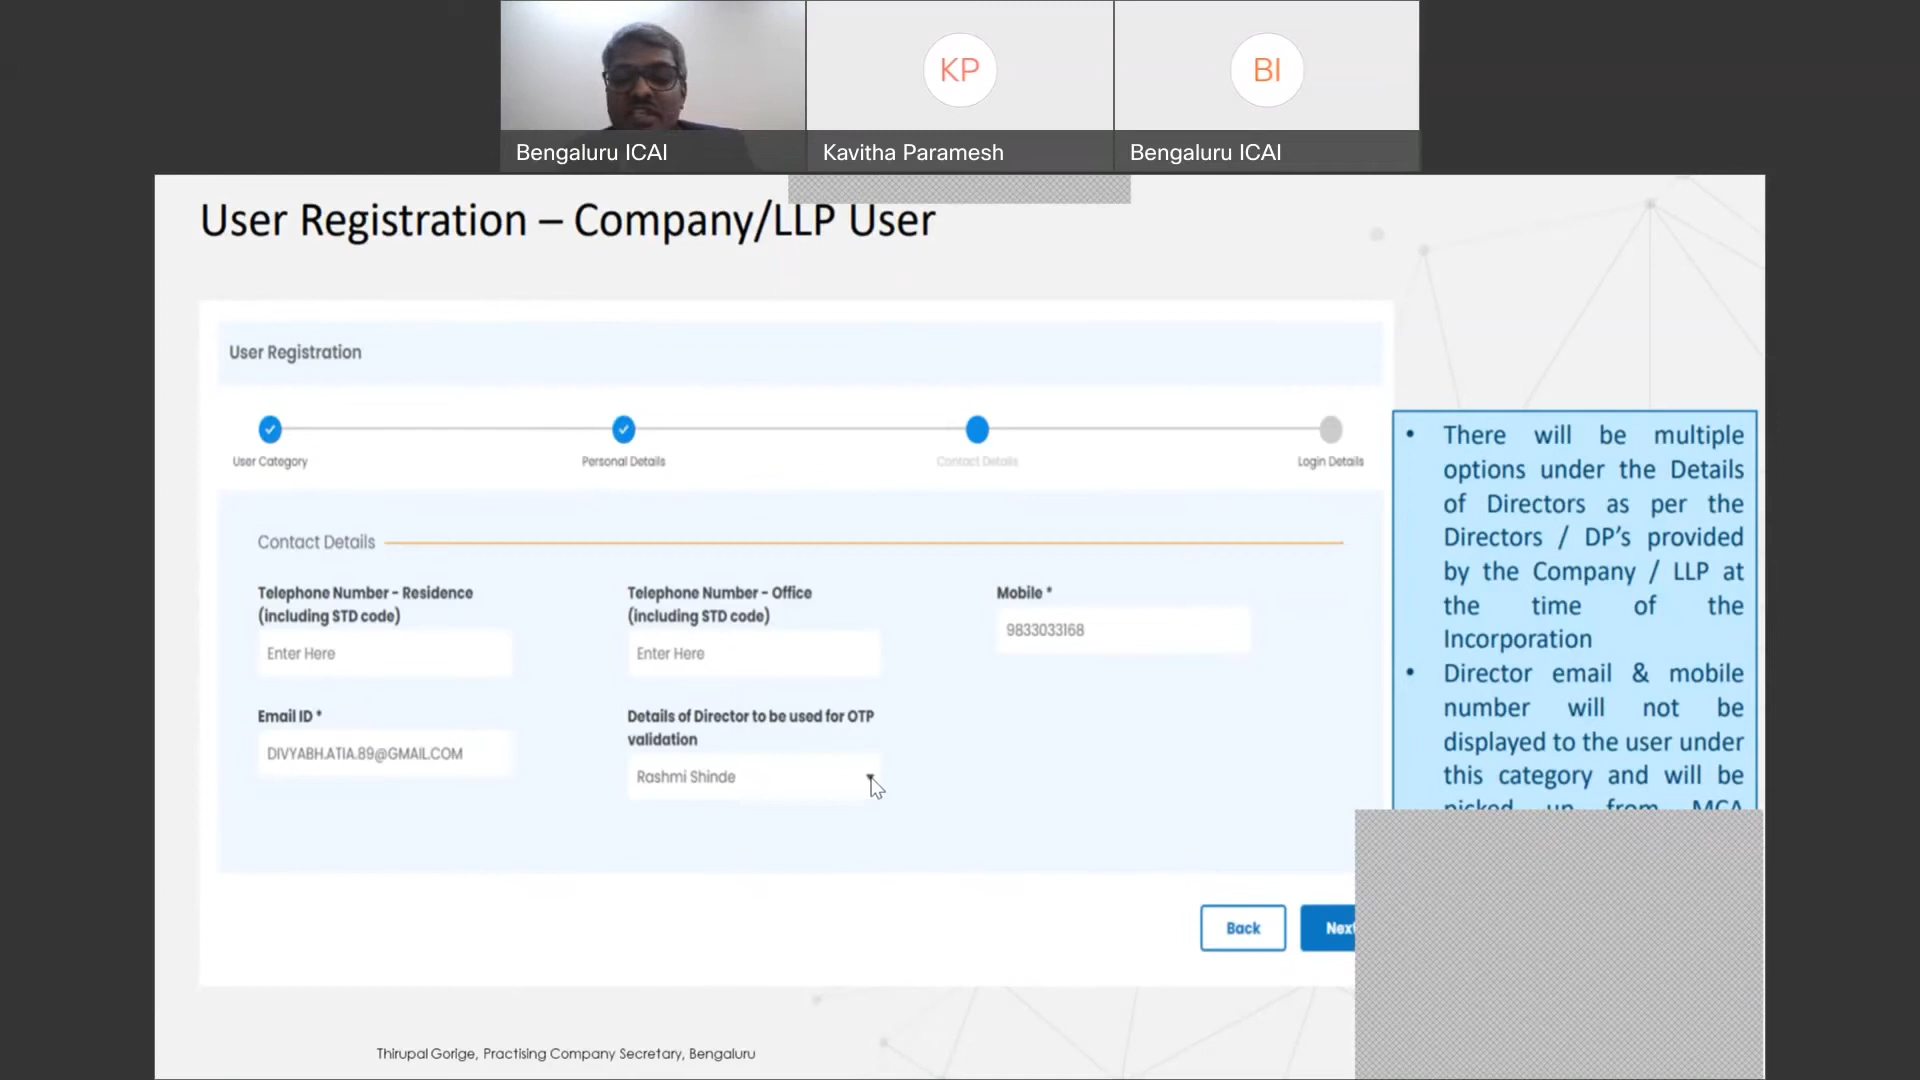 KP
BI
Bengaluru ICAI
Kavitha Paramesh
Bengaluru ICAI
User Registration – Company/LLP User
User Registration
User Category
Personal Details
Contact Details
Login Details
Contact Details
Telephone Number - Residence
(including STD code)
Enter Here
Telephone Number - Office
(including STD code)
Enter Here
Mobile *
9833033168
Email ID *
DIVYABH.ATIA.89@GMAIL.COM
Details of Director to be used for OTP
validation
Rashmi Shinde
Back
Next
• There will be multiple
options under the Details
of Directors as per the
Directors / DP's provided
by the Company / LLP at
the time of the
Incorporation
• Director email & mobile
number will not be
displayed to the user under
this category and will be
picked up from MCA
Thirupal Gorige, Practising Company Secretary, Bengaluru